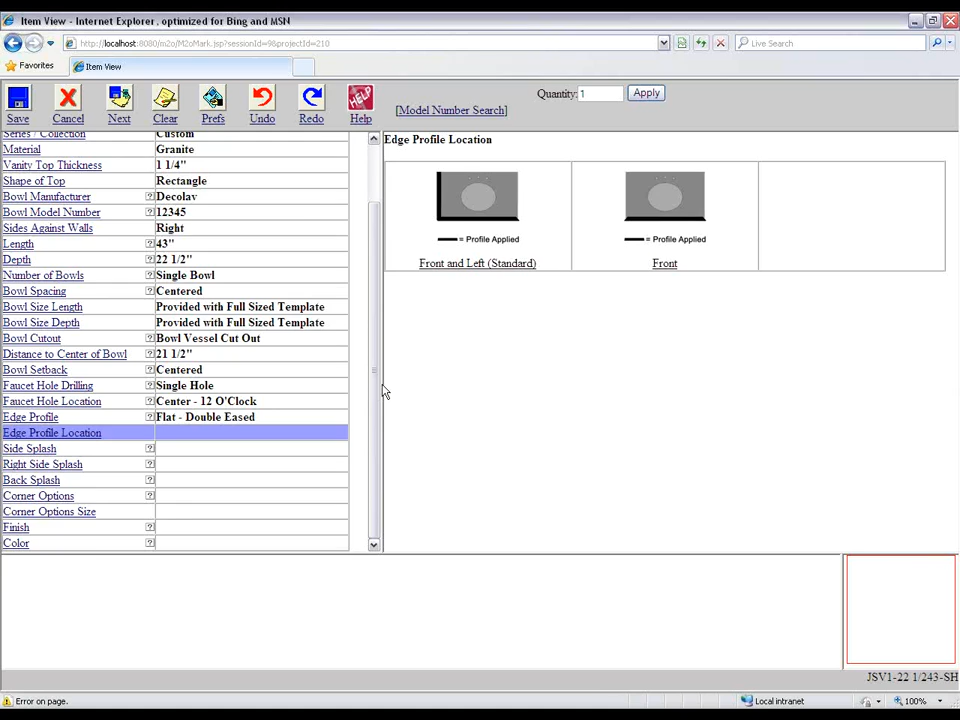 Item View - Internet Explorer, optimized for Bing and MSN
http://localhost:8080/m2o/M2oMark.jsp?sessionId=9&projectId=210
Live Search
Favorites
Item View
Save
Cancel
Next
Clear
Prefs
Undo
Redo
HELP
Help
[Model Number Search]
Quantity: 1
Apply
Series / Collection Custom
Material Granite
Vanity Top Thickness 1 1/4"
Shape of Top Rectangle
Bowl Manufacturer ? Decolav
Bowl Model Number ? 12345
Sides Against Walls Right
Length ? 43"
Depth ? 22 1/2"
Number of Bowls ? Single Bowl
Bowl Spacing ? Centered
Bowl Size Length Provided with Full Sized Template
Bowl Size Depth Provided with Full Sized Template
Bowl Cutout ? Bowl Vessel Cut Out
Distance to Center of Bowl ? 21 1/2"
Bowl Setback ? Centered
Faucet Hole Drilling ? Single Hole
Faucet Hole Location ? Center - 12 O'Clock
Edge Profile ? Flat - Double Eased
Edge Profile Location
Side Splash ?
Right Side Splash ?
Back Splash ?
Corner Options ?
Corner Options Size
Finish ?
Color ?
Edge Profile Location
= Profile Applied
Front and Left (Standard)
= Profile Applied
Front
JSV1-22 1/243-SH
Error on page.
Local intranet
100%